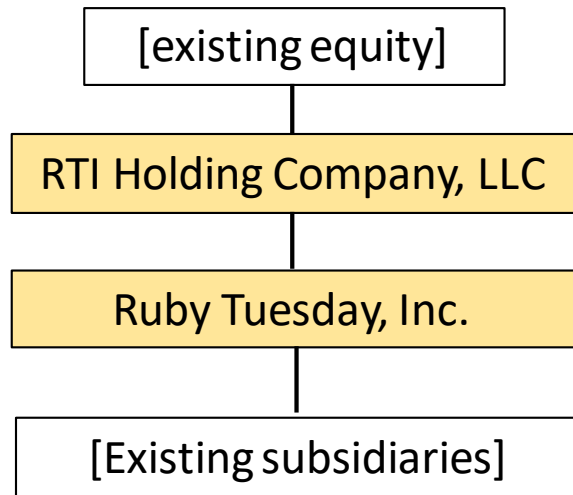 [existing equity]
RTI Holding Company, LLC
Ruby Tuesday, Inc.
[Existing subsidiaries]